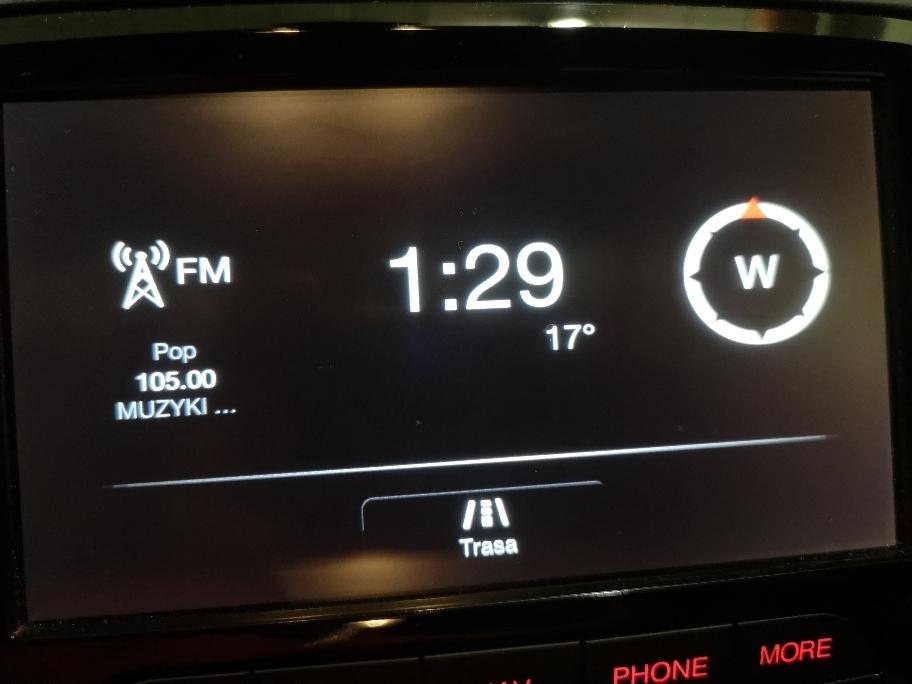 FM
Pop
105.00
MUZYKI ...
1:29
17°
W
Trasa
PHONE
MORE